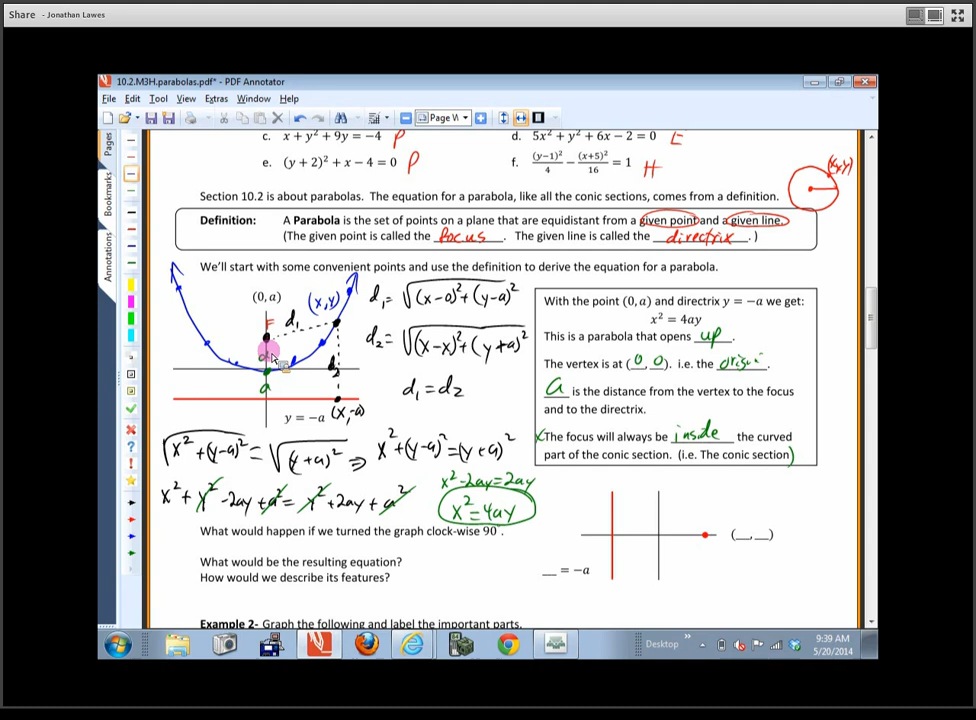 Share - Jonathan Lawes
10.2.M3H.parabolas.pdf* - PDF Annotator
File Edit Tool View Extras Window Help
Page W
Pages
Bookmarks
Annotations
c. x + y² + 9y = −4 P
d. 5x² + y² + 6x − 2 = 0 E
e. (y + 2)² + x − 4 = 0 P
f. (y−1)²/4 − (x+5)²/16 = 1 H
(x,y)
Section 10.2 is about parabolas. The equation for a parabola, like all the conic sections, comes from a definition.
Definition: A Parabola is the set of points on a plane that are equidistant from a given point and a given line.
(The given point is called the focus. The given line is called the directrix.)
We'll start with some convenient points and use the definition to derive the equation for a parabola.
(0, a)
(x,y)
F
d₁
d₂
a
y = −a
(x,-a)
d₁ = √(x-0)²+(y-a)²
d₂ = √(x-x)²+(y+a)²
d₁ = d₂
With the point (0, a) and directrix y = −a we get:
x² = 4ay
This is a parabola that opens up.
The vertex is at (0, 0). i.e. the origin.
a is the distance from the vertex to the focus
and to the directrix.
The focus will always be inside the curved
part of the conic section. (i.e. The conic section)
√x²+(y-a)² = √(y+a)² ⇒ x²+(y-a)²=(y+a)²
x² + y² - 2ay + a² = y² + 2ay + a²
x²-2ay=2ay
x²=4ay
What would happen if we turned the graph clock-wise 90°.
(__,__)
What would be the resulting equation?
__ = −a
How would we describe its features?
Example 2- Graph the following and label the important parts.
Desktop
9:39 AM
5/20/2014